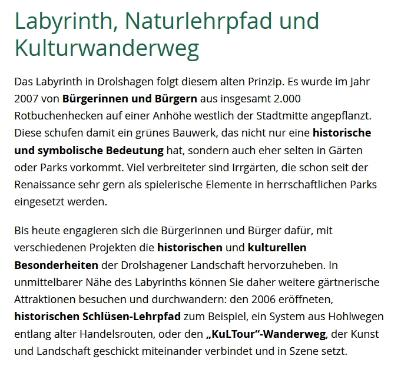 Labyrinth, Naturlehrpfad und
Kulturwanderweg
Das Labyrinth in Drolshagen folgt diesem alten Prinzip. Es wurde im Jahr
2007 von Bürgerinnen und Bürgern aus insgesamt 2.000
Rotbuchenhecken auf einer Anhöhe westlich der Stadtmitte angepflanzt.
Diese schufen damit ein grünes Bauwerk, das nicht nur eine historische
und symbolische Bedeutung hat, sondern auch eher selten in Gärten
oder Parks vorkommt. Viel verbreiteter sind Irrgärten, die schon seit der
Renaissance sehr gern als spielerische Elemente in herrschaftlichen Parks
eingesetzt werden.
Bis heute engagieren sich die Bürgerinnen und Bürger dafür, mit
verschiedenen Projekten die historischen und kulturellen
Besonderheiten der Drolshagener Landschaft hervorzuheben. In
unmittelbarer Nähe des Labyrinths können Sie daher weitere gärtnerische
Attraktionen besuchen und durchwandern: den 2006 eröffneten,
historischen Schlüsen-Lehrpfad zum Beispiel, ein System aus Hohlwegen
entlang alter Handelsrouten, oder den „KuLTour"-Wanderweg, der Kunst
und Landschaft geschickt miteinander verbindet und in Szene setzt.